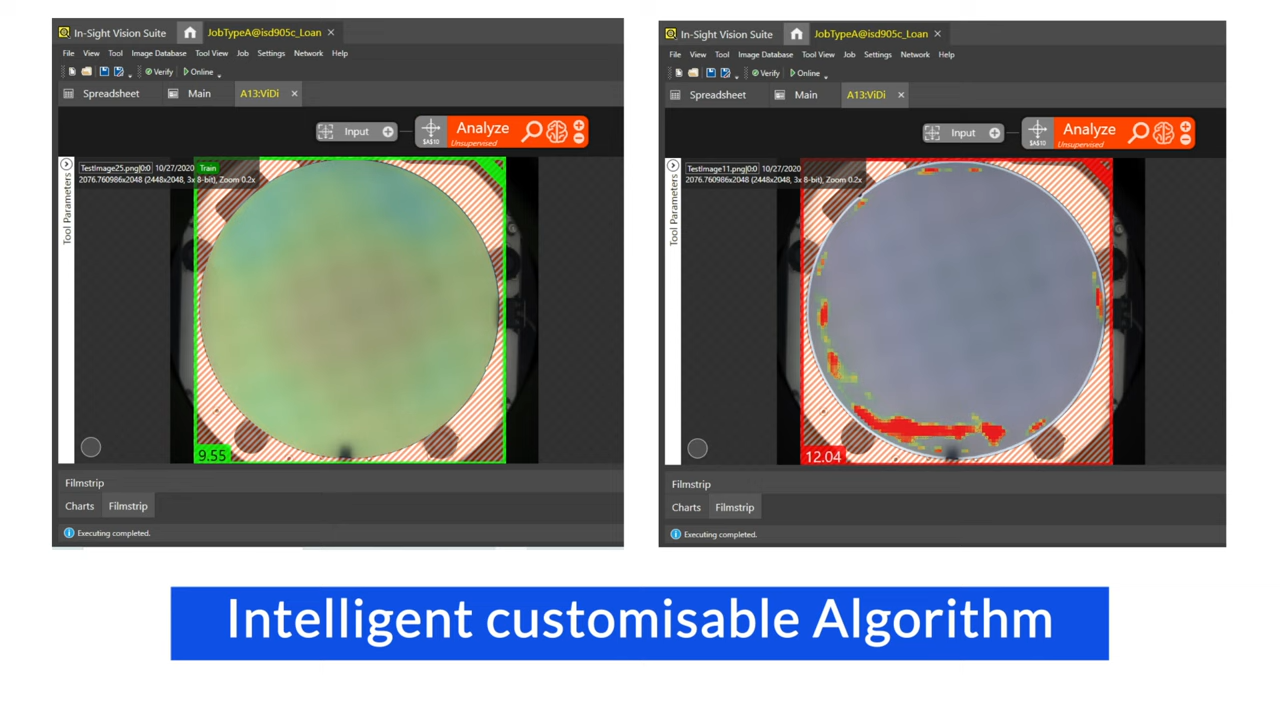 In-Sight Vision Suite
JobTypeA@isd905c_Loan
File View Tool Image Database Tool View Job Settings Network Help
Verify Online
Spreadsheet Main A13:ViDi
Input $A$10 Analyze
Unsupervised
Tool Parameters
TestImage25.png|0:0 10/27/2020 Train
2076.760986x2048 (2448x2048, 3x 8-bit), Zoom 0.2x
9.55
Filmstrip
Charts Filmstrip
Executing completed.
In-Sight Vision Suite
JobTypeA@isd905c_Loan
File View Tool Image Database Tool View Job Settings Network Help
Verify Online
Spreadsheet Main A13:ViDi
Input $A$10 Analyze
Unsupervised
Tool Parameters
TestImage11.png|0:0 10/27/2020
2076.760986x2048 (2448x2048, 3x 8-bit), Zoom 0.2x
12.04
Filmstrip
Charts Filmstrip
Executing completed.
Intelligent customisable Algorithm